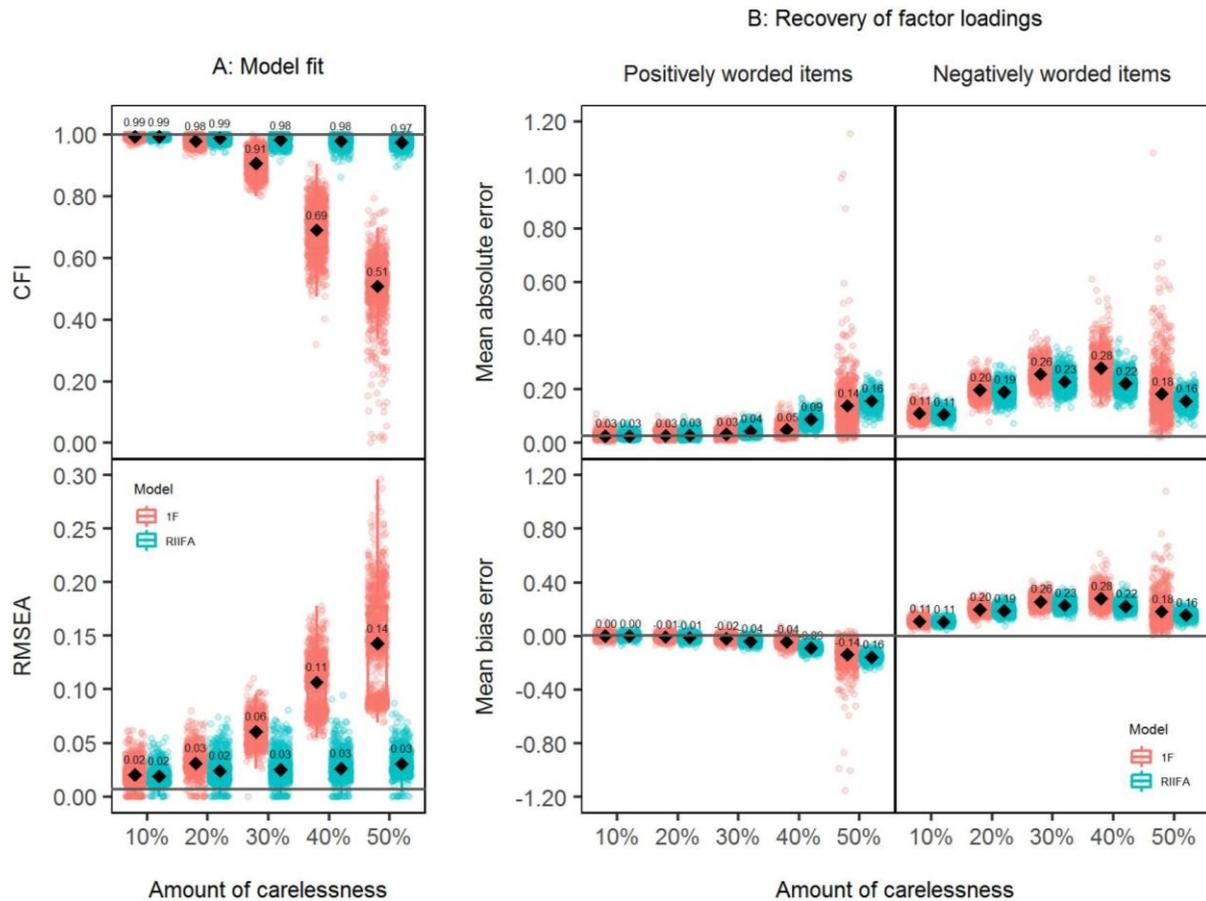 B: Recovery of factor loadings
A: Model fit
Positively worded items
Negatively worded items
CFI
1.00
0.80
0.60
0.40
0.20
0.00
0.99 0.99 0.98 0.99 0.91 0.98 0.69 0.98 0.51 0.97
RMSEA
0.30
0.25
0.20
0.15
0.10
0.05
0.00
Model
1F
RIIFA
0.02 0.02 0.03 0.02 0.06 0.03 0.11 0.03 0.14 0.03
10% 20% 30% 40% 50%
Amount of carelessness
Mean absolute error
1.20
1.00
0.80
0.60
0.40
0.20
0.00
0.03 0.03 0.03 0.03 0.03 0.04 0.05 0.09 0.14 0.16
0.11 0.11 0.20 0.19 0.26 0.23 0.28 0.22 0.18 0.16
Mean bias error
1.20
0.80
0.40
0.00
-0.40
-0.80
-1.20
0.00 0.00 -0.01 -0.01 -0.02 -0.04 -0.04 -0.09 -0.14 -0.16
0.11 0.11 0.20 0.19 0.26 0.23 0.28 0.22 0.18 0.16
Model
1F
RIIFA
10% 20% 30% 40% 50%
10% 20% 30% 40% 50%
Amount of carelessness